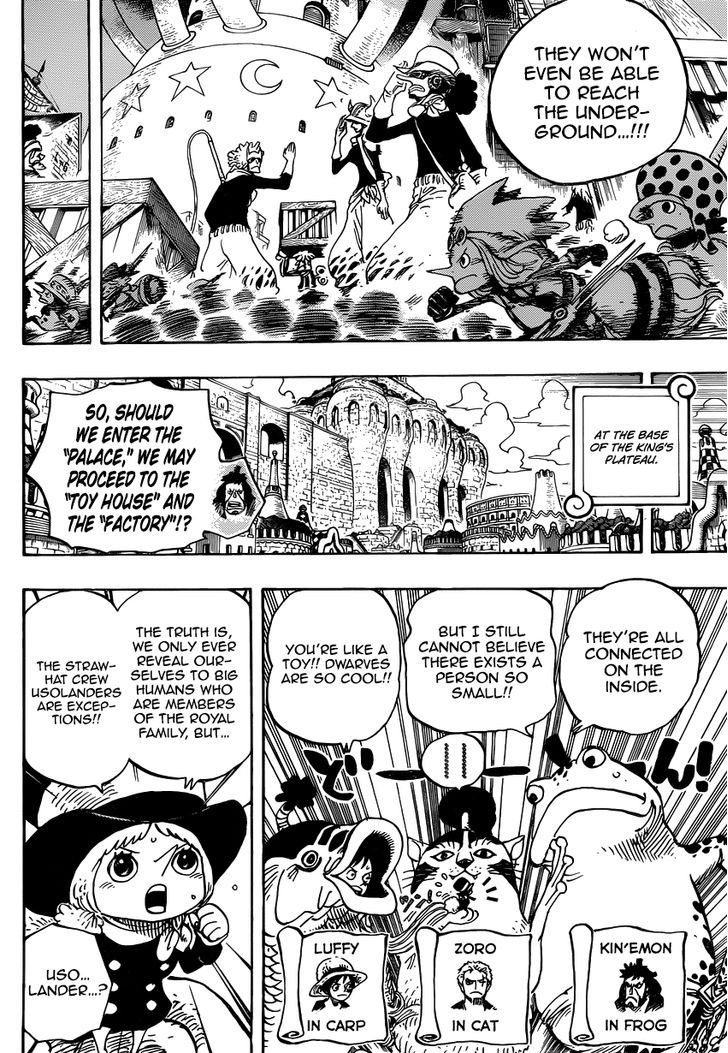 THEY WON'T
EVEN BE ABLE
TO REACH
THE UNDER-
GROUND...!!!
AT THE BASE
OF THE KING'S
PLATEAU.
SO, SHOULD
WE ENTER THE
"PALACE," WE MAY
PROCEED TO THE
"TOY HOUSE" AND
THE "FACTORY"!?
THEY'RE ALL
CONNECTED
ON THE
INSIDE.
BUT I STILL
CANNOT BELIEVE
THERE EXISTS A
PERSON SO
SMALL!!
YOU'RE LIKE A
TOY!! DWARVES
ARE SO COOL!!
どーん!
KIN'EMON
IN FROG
ZORO
IN CAT
LUFFY
IN CARP
THE TRUTH IS,
WE ONLY EVER
REVEAL OUR-
SELVES TO BIG
HUMANS WHO
ARE MEMBERS
OF THE ROYAL
FAMILY, BUT...
THE STRAW-
HAT CREW
USOLANDERS
ARE EXCEP-
TIONS!!
USO...
LANDER...?